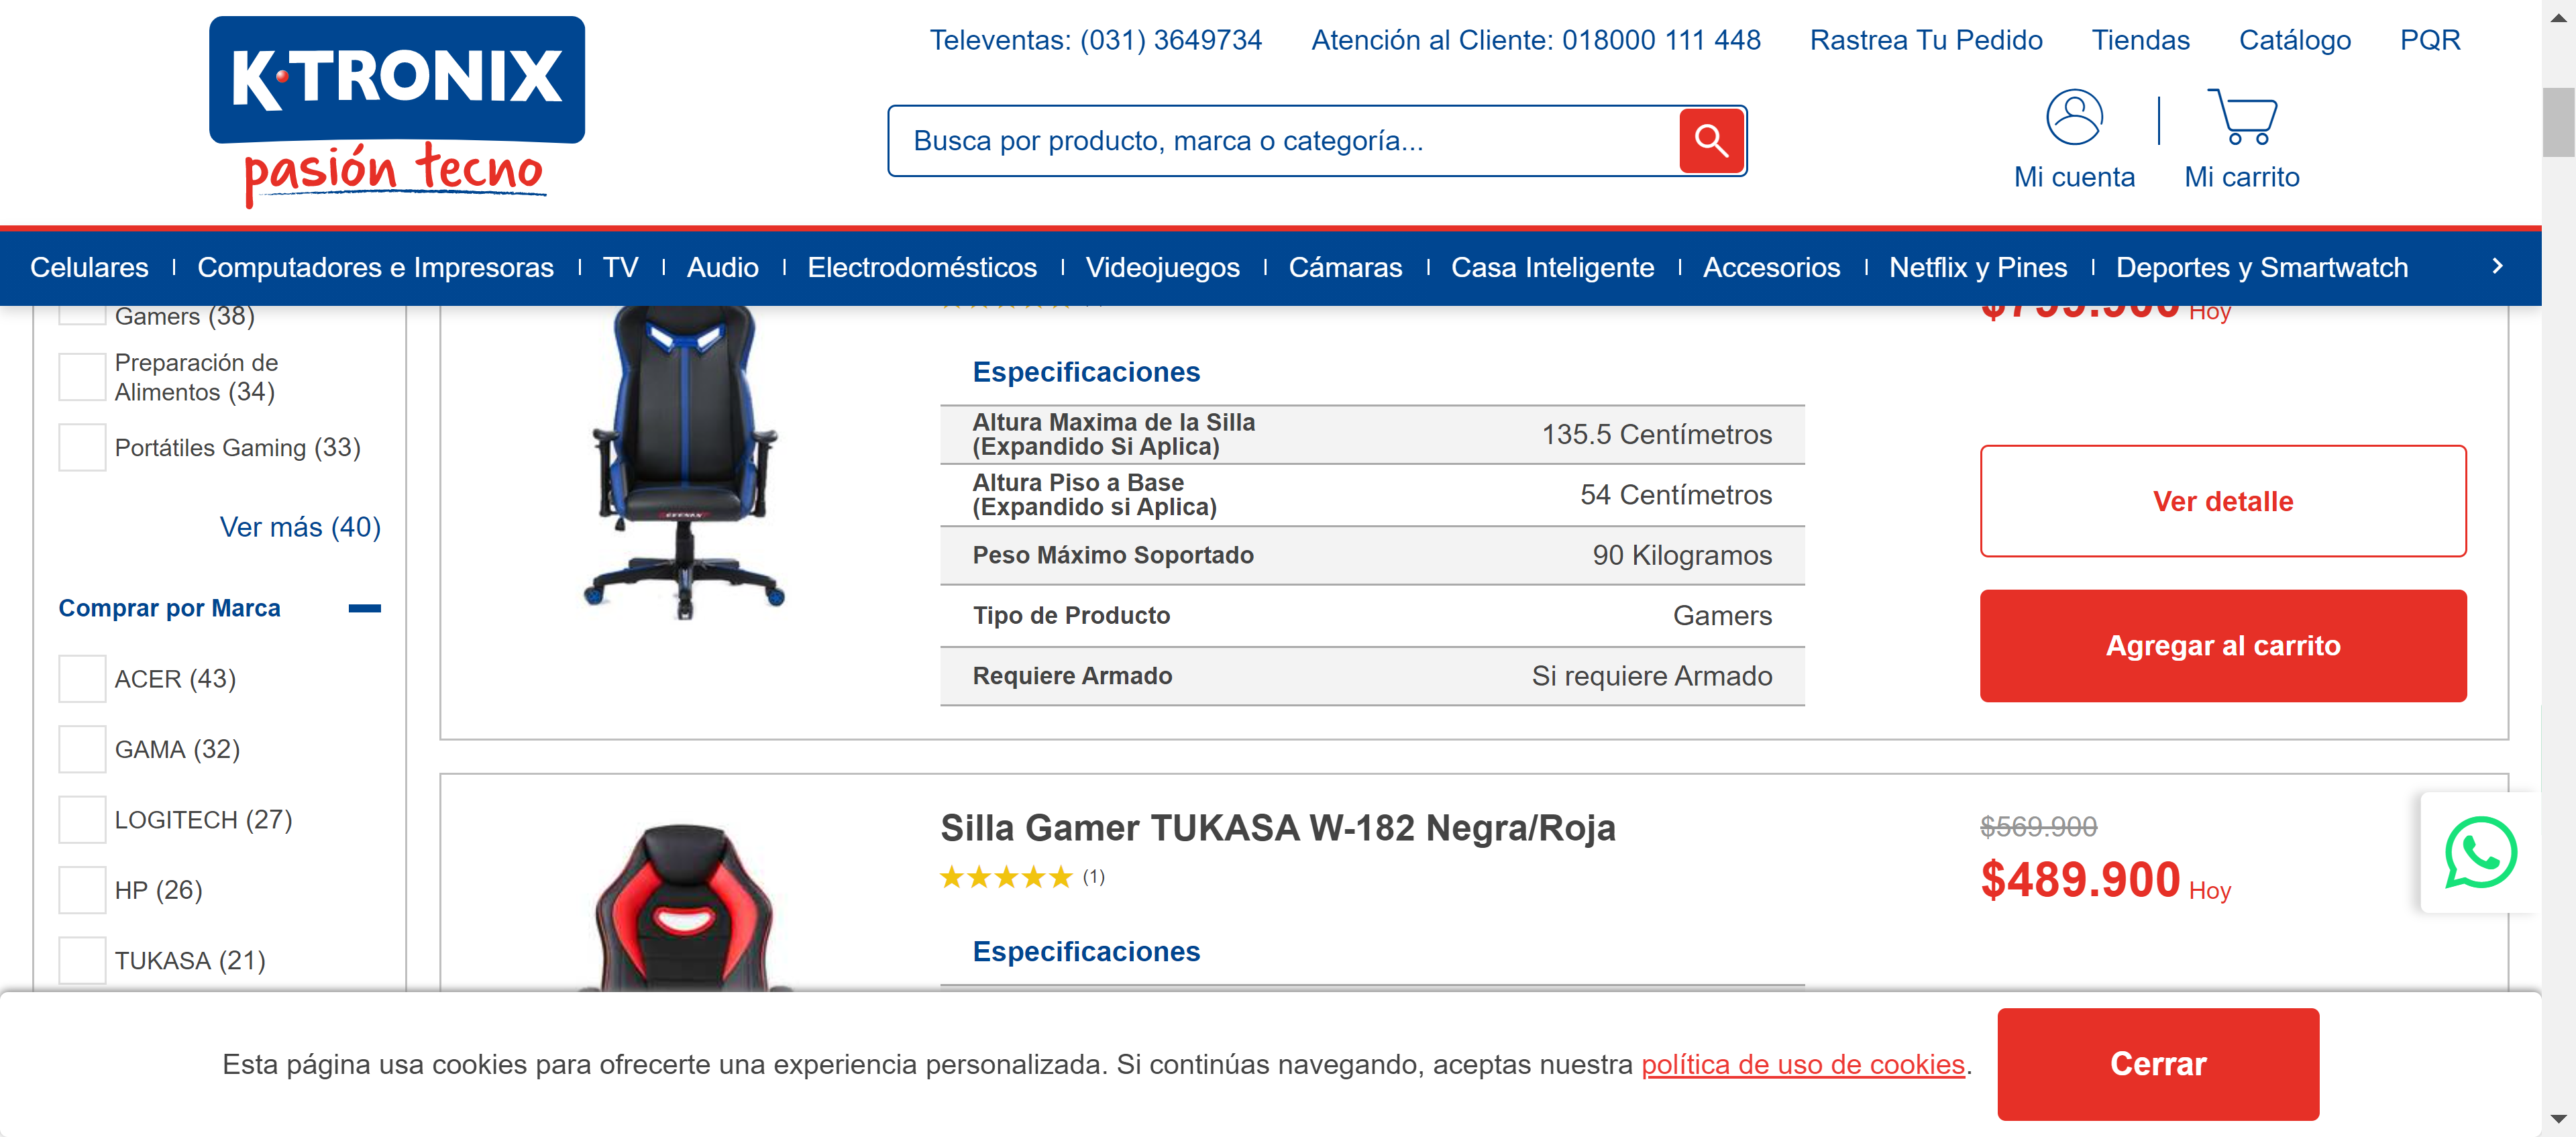 K·TRONIX
pasión tecno
Televentas: (031) 3649734 Atención al Cliente: 018000 111 448 Rastrea Tu Pedido Tiendas Catálogo PQR
Busca por producto, marca o categoría...
Mi cuenta
Mi carrito
Celulares Computadores e Impresoras TV Audio Electrodomésticos Videojuegos Cámaras Casa Inteligente Accesorios Netflix y Pines Deportes y Smartwatch
Gamers (38)
Preparación de
Alimentos (34)
Portátiles Gaming (33)
Ver más (40)
Comprar por Marca
ACER (43)
GAMA (32)
LOGITECH (27)
HP (26)
TUKASA (21)
Hoy
Especificaciones
Altura Maxima de la Silla
(Expandido Si Aplica)
135.5 Centímetros
Altura Piso a Base
(Expandido si Aplica)
54 Centímetros
Peso Máximo Soportado
90 Kilogramos
Tipo de Producto
Gamers
Requiere Armado
Si requiere Armado
Ver detalle
Agregar al carrito
Silla Gamer TUKASA W-182 Negra/Roja
(1)
$569.900
$489.900 Hoy
Especificaciones
Esta página usa cookies para ofrecerte una experiencia personalizada. Si continúas navegando, aceptas nuestra política de uso de cookies.
Cerrar